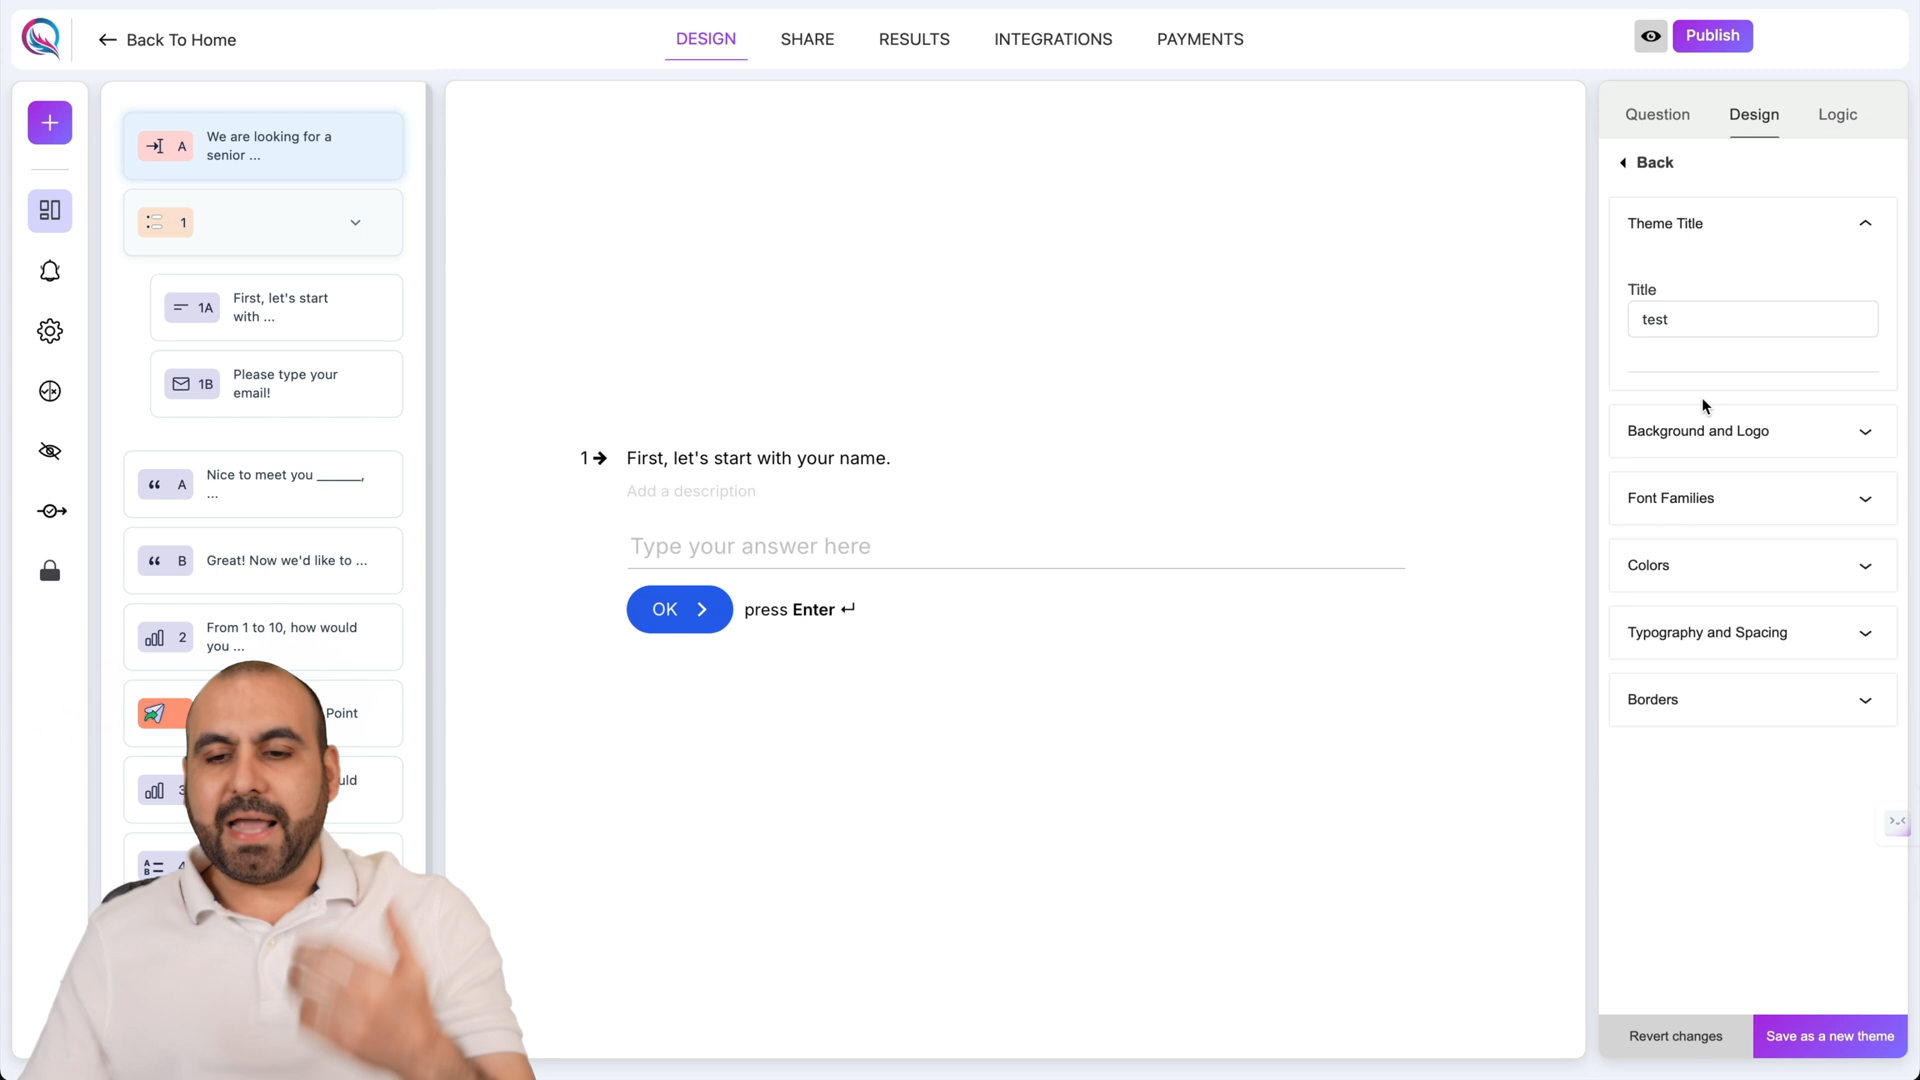 Back To Home
DESIGN
SHARE
RESULTS
INTEGRATIONS
PAYMENTS
Publish
A
We are looking for a
senior ...
1
1A
First, let's start
with ...
1B
Please type your
email!
A
Nice to meet you ______,
...
B
Great! Now we'd like to ...
2
From 1 to 10, how would
you ...
Point
3
A
B
4
1
First, let's start with your name.
Add a description
Type your answer here
OK
press Enter
Question
Design
Logic
Back
Theme Title
Title
test
Background and Logo
Font Families
Colors
Typography and Spacing
Borders
Revert changes
Save as a new theme